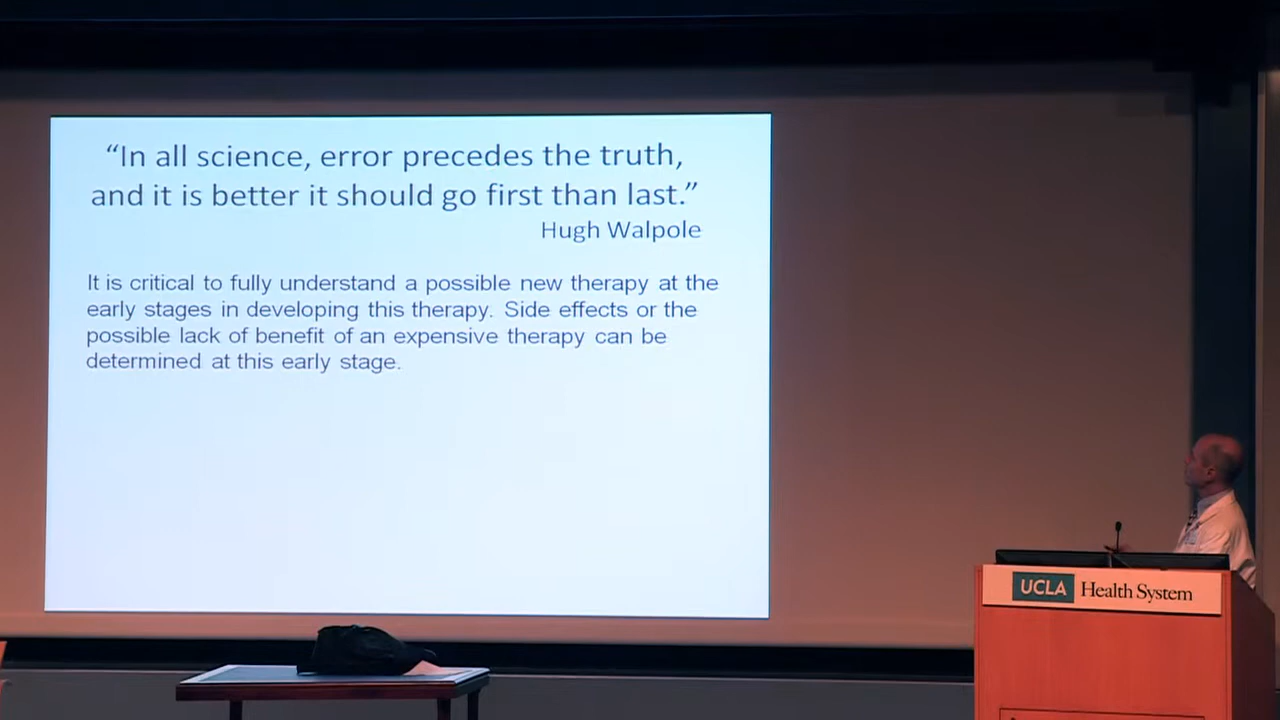 “In all science, error precedes the truth,
and it is better it should go first than last.”
Hugh Walpole
It is critical to fully understand a possible new therapy at the
early stages in developing this therapy. Side effects or the
possible lack of benefit of an expensive therapy can be
determined at this early stage.
UCLA Health System